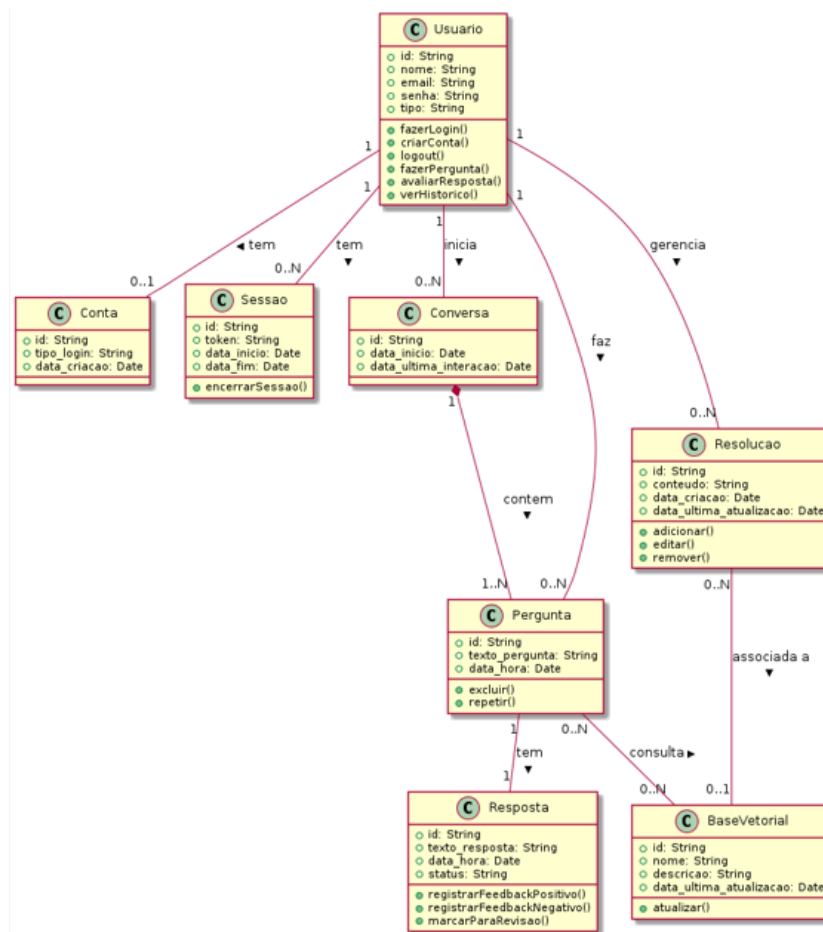 C Usuario
id: String
nome: String
email: String
senha: String
tipo: String
fazerLogin()
criarConta()
logout()
fazerPergunta()
avaliarResposta()
verHistorico()
1
1
1
1
1
◄ tem
tem
▼
inicia
▼
gerencia
▼
faz
▼
0..1
0..N
0..N
0..N
C Conta
id: String
tipo_login: String
data_criacao: Date
C Sessao
id: String
token: String
data_inicio: Date
data_fim: Date
encerrarSessao()
C Conversa
id: String
data_inicio: Date
data_ultima_interacao: Date
1
contem
▼
1..N
0..N
C Resolucao
id: String
conteudo: String
data_criacao: Date
data_ultima_atualizacao: Date
adicionar()
editar()
remover()
0..N
associada a
▼
0..1
C Pergunta
id: String
texto_pergunta: String
data_hora: Date
excluir()
repetir()
1
tem
▼
1
0..N
consulta ►
0..N
C Resposta
id: String
texto_resposta: String
data_hora: Date
status: String
registrarFeedbackPositivo()
registrarFeedbackNegativo()
marcarParaRevisao()
C BaseVetorial
id: String
nome: String
descricao: String
data_ultima_atualizacao: Date
atualizar()